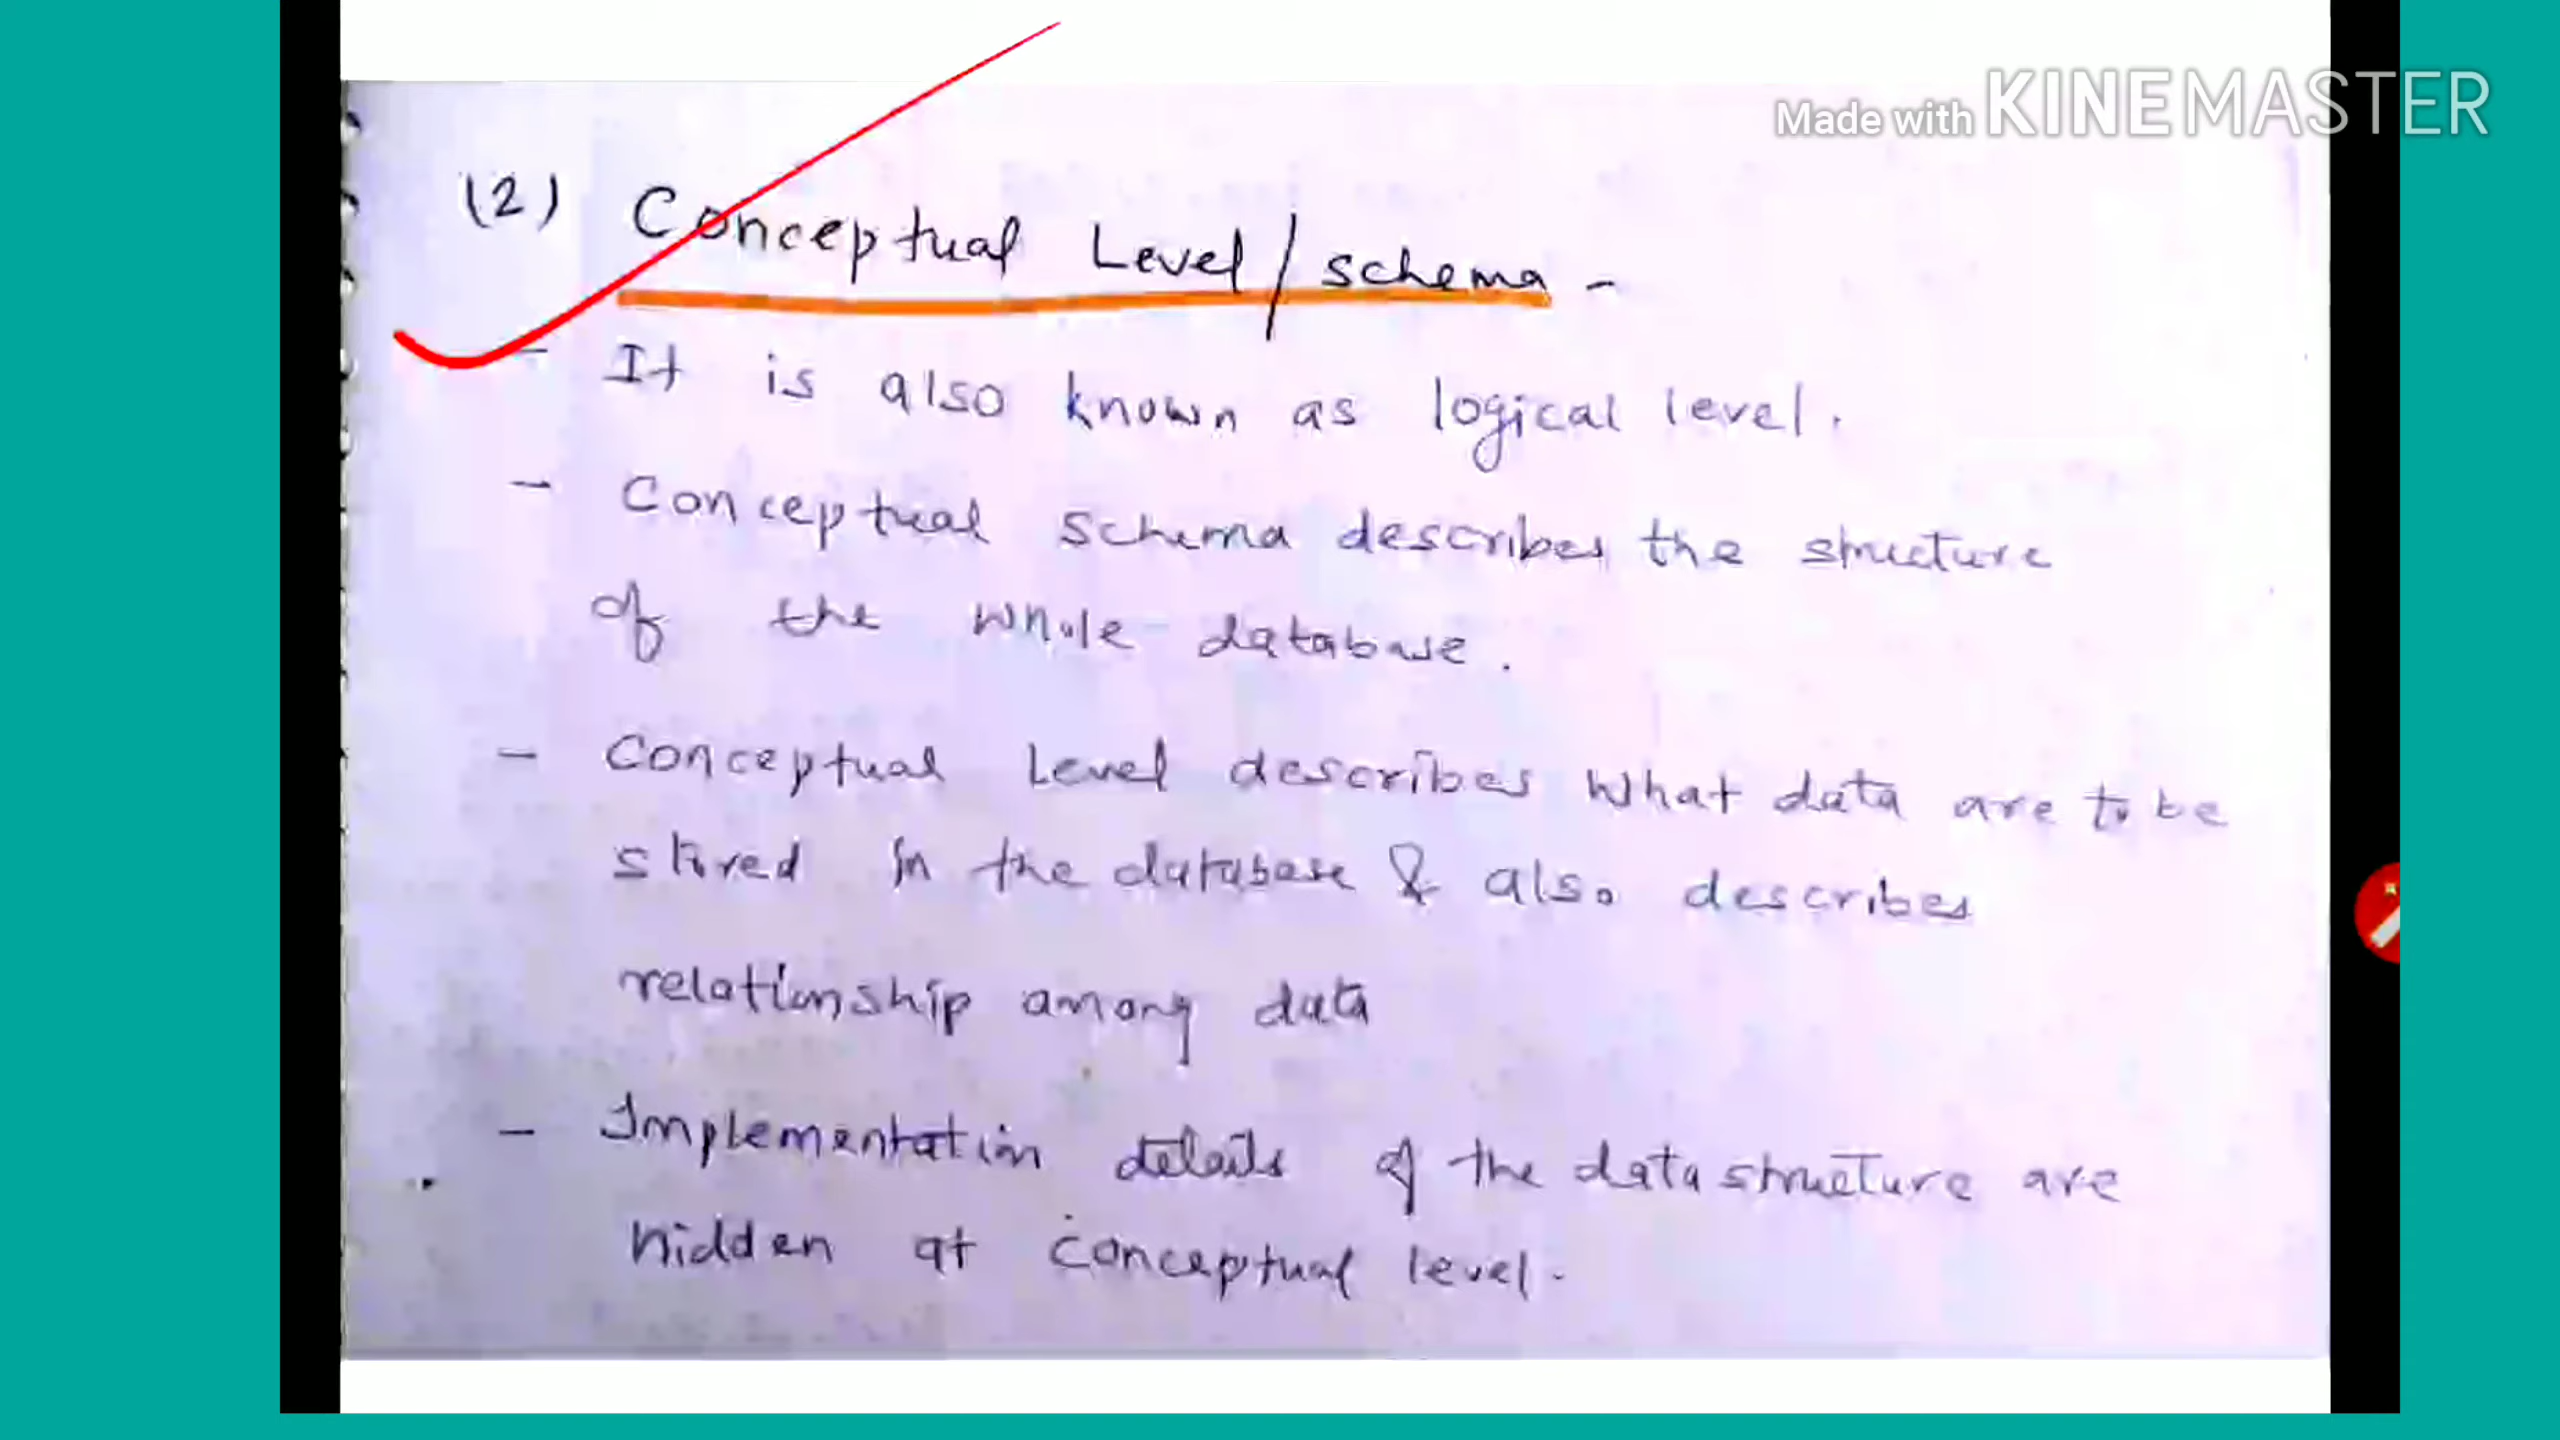 Made with KINEMASTER
(2) Conceptual Level / schema -
- It is also known as logical level.
- Conceptual schema describes the structure
of the whole database.
- Conceptual Level describes what data are to be
stored in the database & also describes
relationship among data
- Implementation details of the data structure are
hidden at conceptual level.